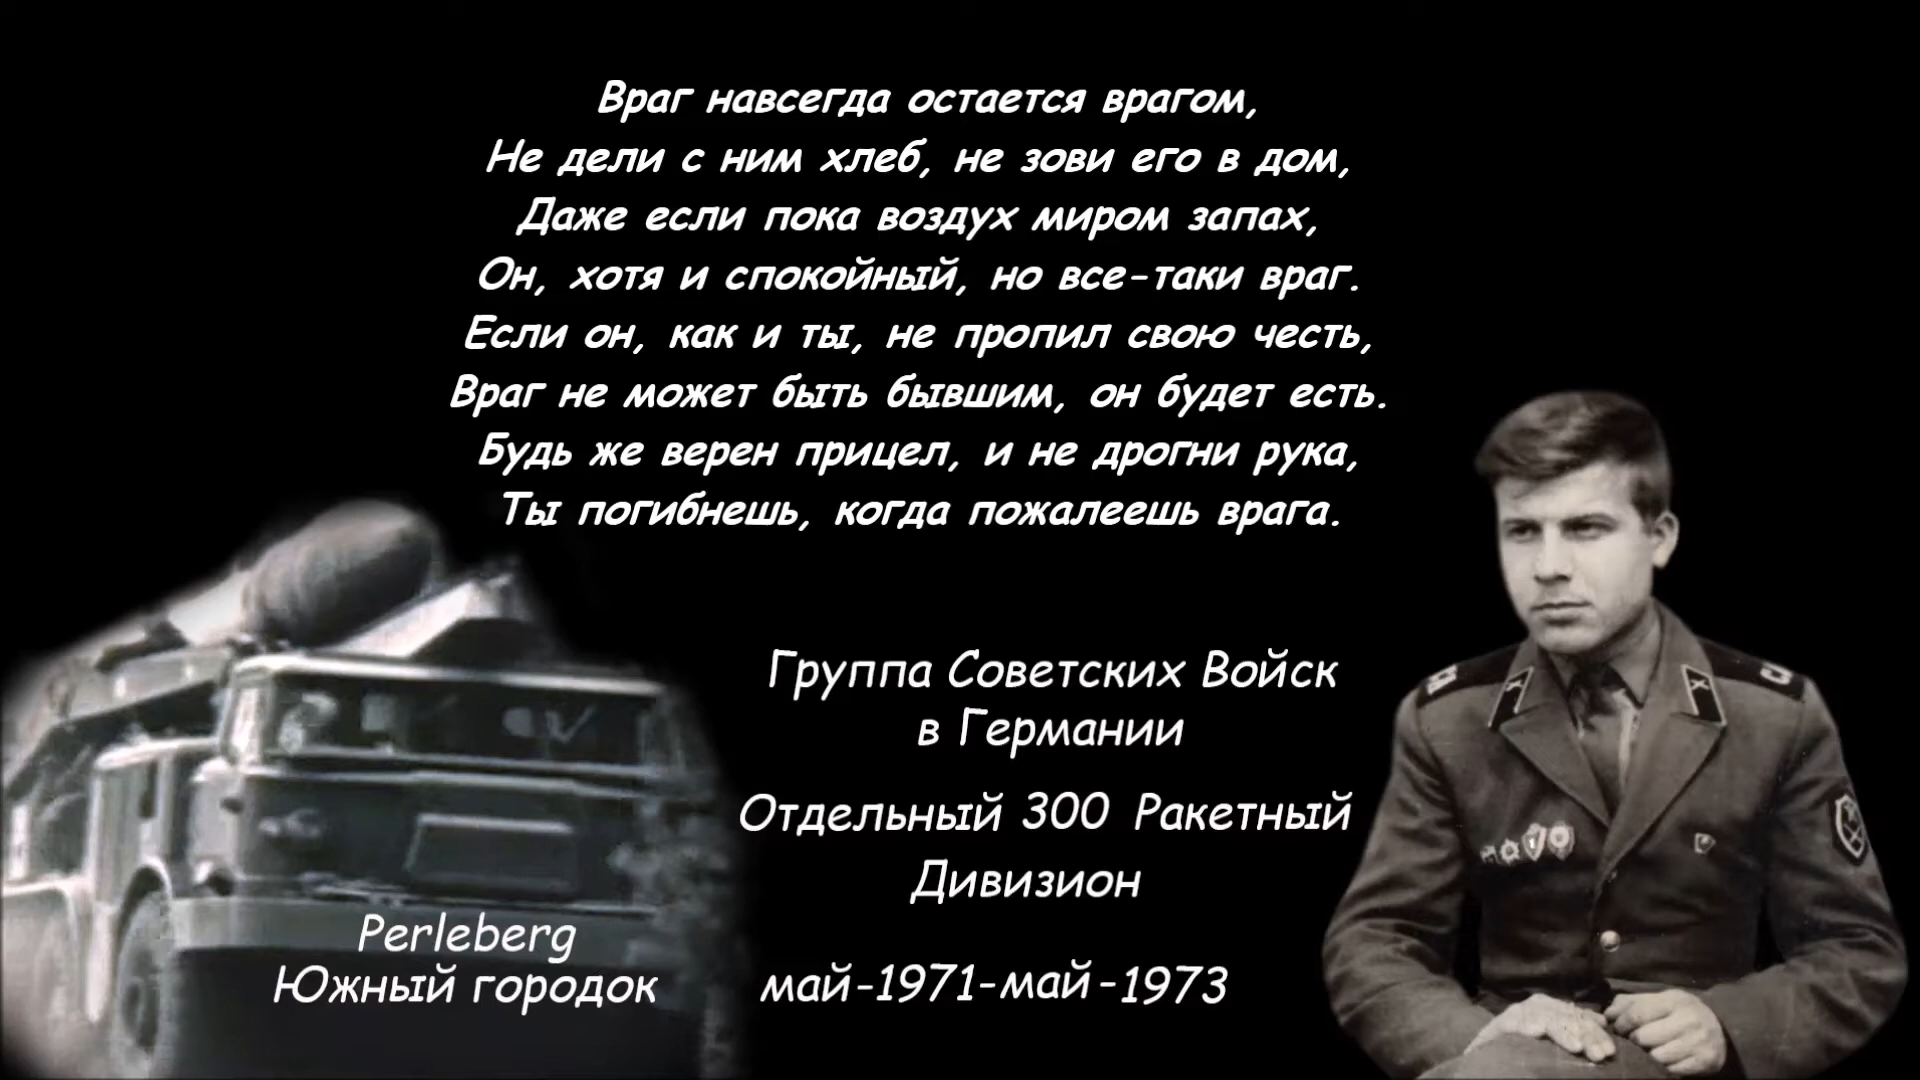 Враг навсегда остается врагом,
Не дели с ним хлеб, не зови его в дом,
Даже если пока воздух миром запах,
Он, хотя и спокойный, но все-таки враг.
Если он, как и ты, не пропил свою честь,
Враг не может быть бывшим, он будет есть.
Будь же верен прицел, и не дрогни рука,
Ты погибнешь, когда пожалеешь врага.
Группа Советских Войск
в Германии
Отдельный 300 Ракетный
Дивизион
Perleberg
Южный городок
май-1971-май-1973